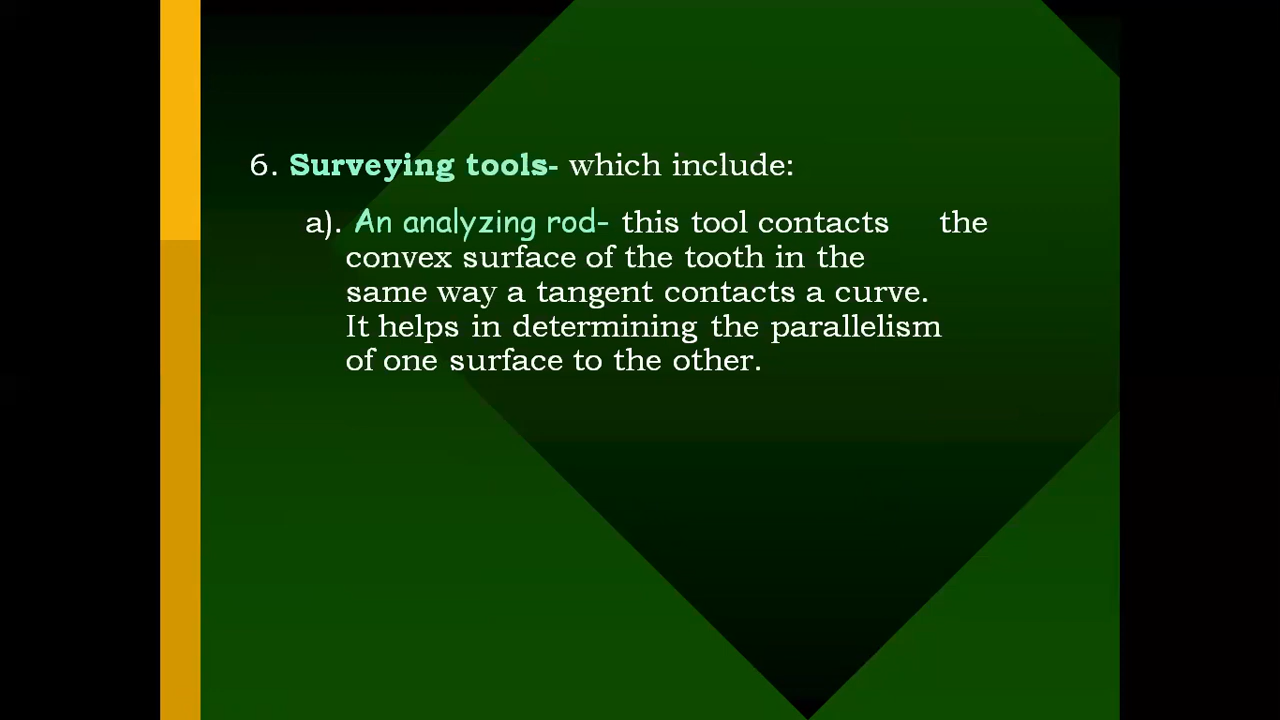 6. Surveying tools- which include:
a). An analyzing rod- this tool contacts the
convex surface of the tooth in the
same way a tangent contacts a curve.
It helps in determining the parallelism
of one surface to the other.